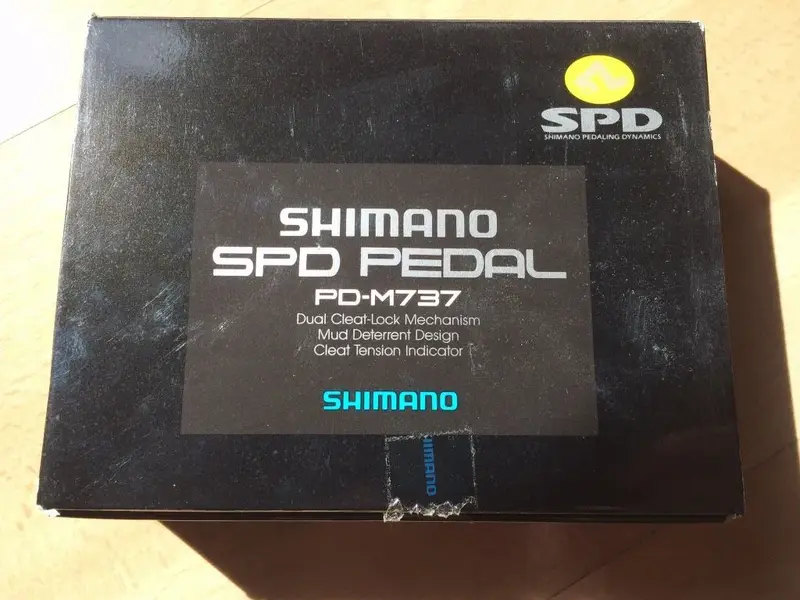 SPD
SHIMANO PEDALING DYNAMICS
SHIMANO
SPD PEDAL
PD-M737
Dual Cleat-Lock Mechanism
Mud Deterrent Design
Cleat Tension Indicator
SHIMANO
SHIMANO